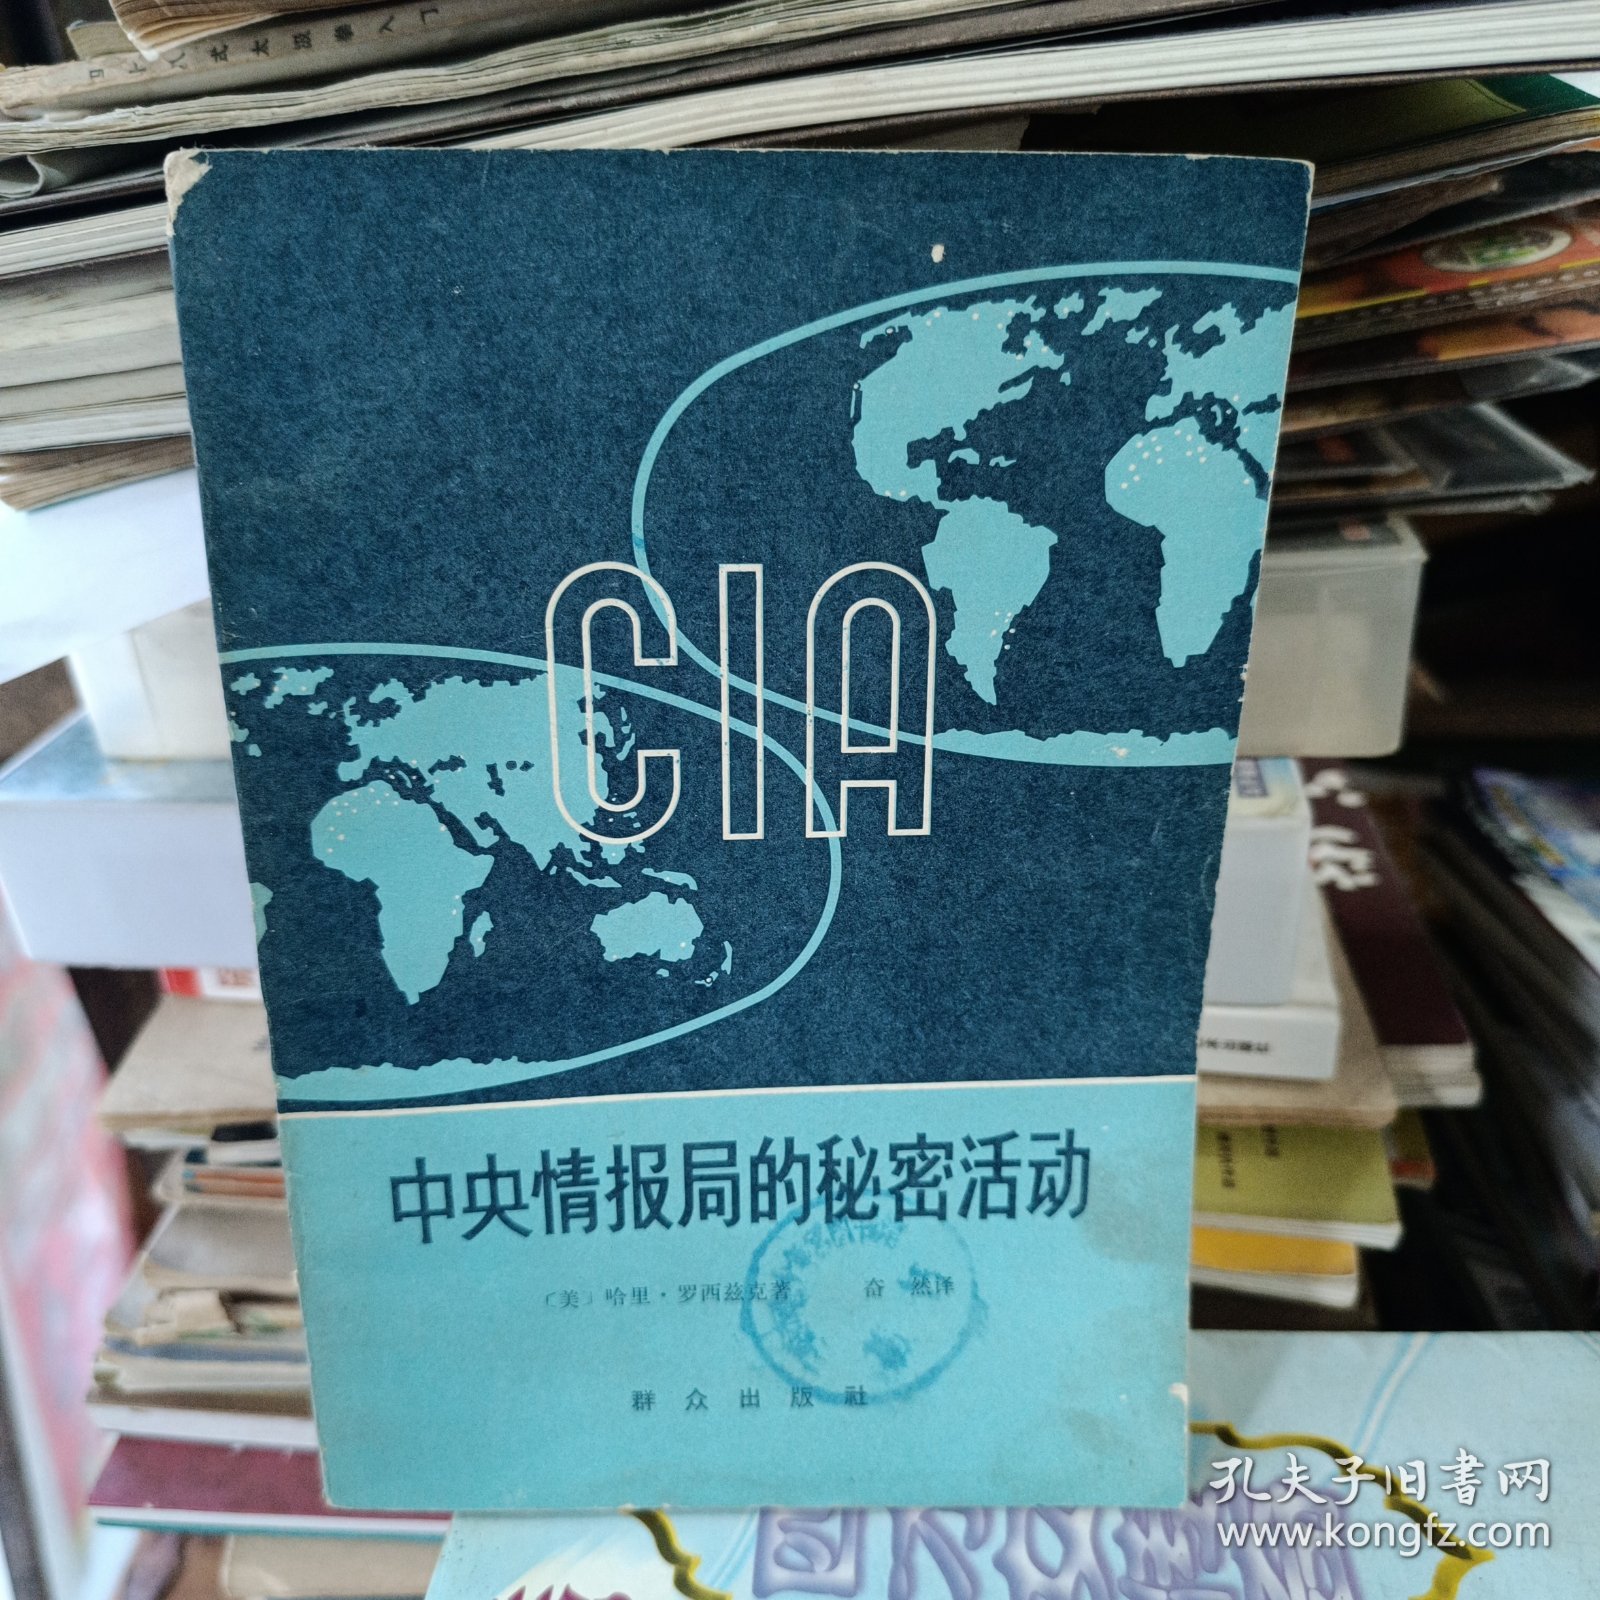 CIA
中央情报局的秘密活动
〔美〕哈里·罗西兹克著 奋 然译
群众出版社
孔夫子旧书网
www.kongfz.com